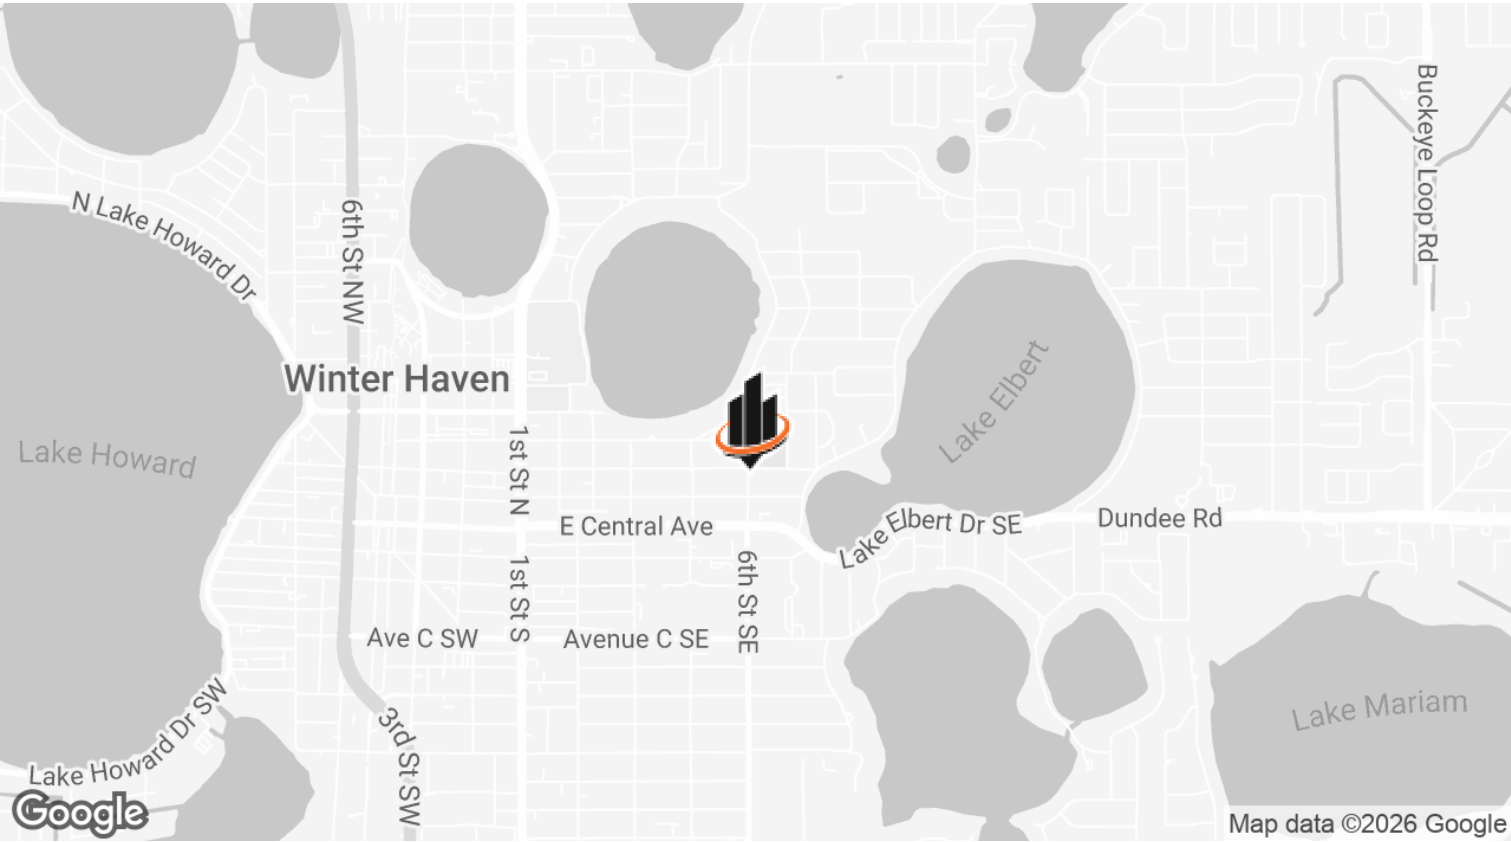 Buckeye Loop Rd
N Lake Howard Dr
6th St NW
Winter Haven
Lake Elbert
Lake Howard
1st St N
E Central Ave
Lake Elbert Dr SE
Dundee Rd
1st St S
6th St SE
Ave C SW
Avenue C SE
Lake Howard Dr SW
3rd St SW
Lake Mariam
Google
Map data ©2026 Google